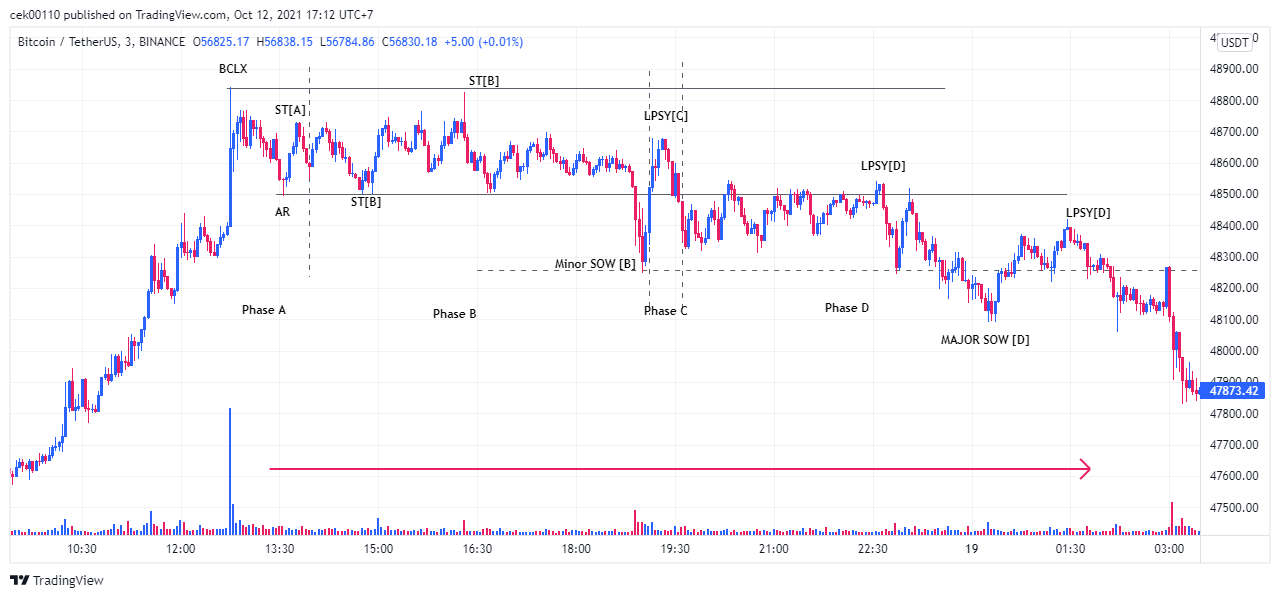 cek00110 published on TradingView.com, Oct 12, 2021 17:12 UTC+7
Bitcoin / TetherUS, 3, BINANCE O56825.17 H56838.15 L56784.86 C56830.18 +5.00 (+0.01%)
USDT
BCLX
48900.00
ST[B]
48800.00
ST[A]
LPSY[C]
48700.00
48600.00
LPSY[D]
48500.00
ST[B]
AR
LPSY[D]
48400.00
Minor SOW [B]
48300.00
48200.00
Phase A
Phase B
Phase C
Phase D
48100.00
MAJOR SOW [D]
48000.00
47900.00
47873.42
47800.00
47700.00
47600.00
47500.00
10:30 12:00 13:30 15:00 16:30 18:00 19:30 21:00 22:30 19 01:30 03:00
TradingView